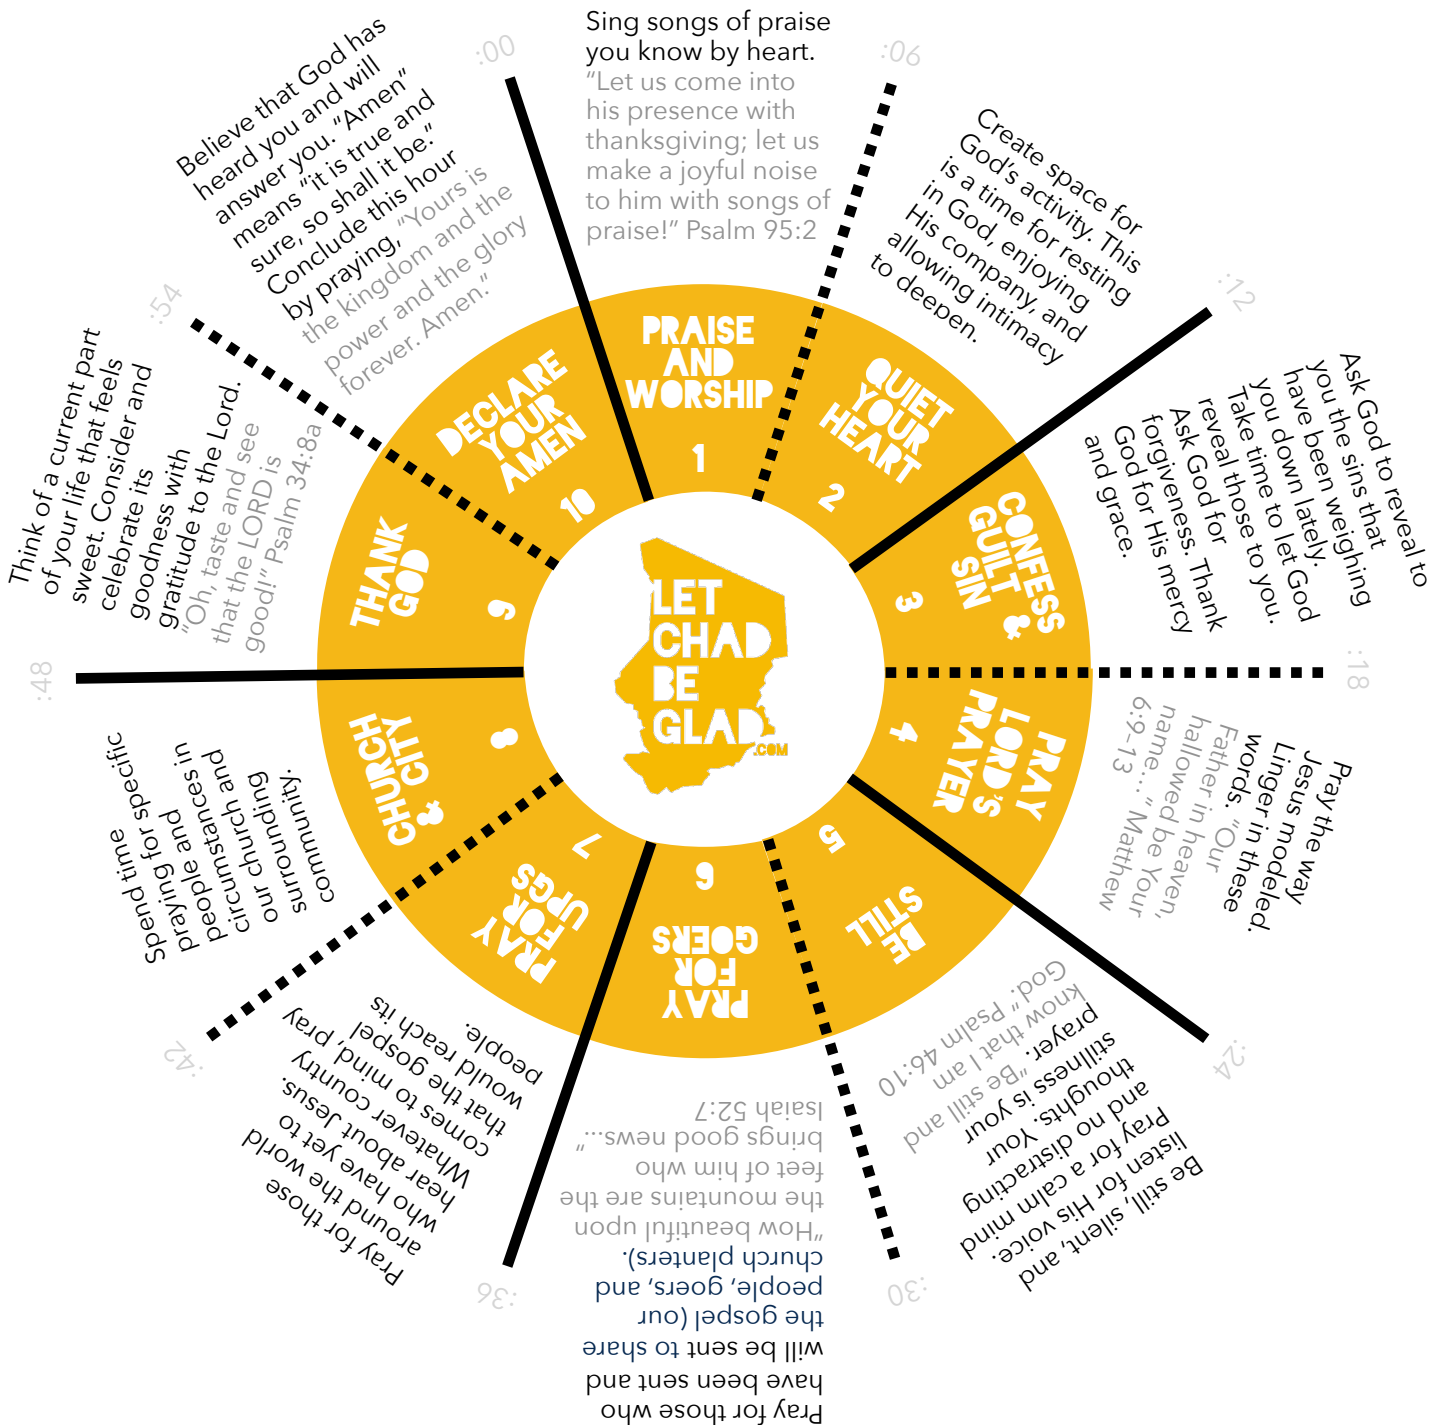 :00
Sing songs of praise
you know by heart.
"Let us come into
his presence with
thanksgiving; let us
make a joyful noise
to him with songs of
praise!" Psalm 95:2
PRAISE
AND
WORSHIP
1
:06
Create space for
God's activity. This
is a time for resting
in God, enjoying
His company, and
allowing intimacy
to deepen.
QUIET
YOUR
HEART
2
:12
Ask God to reveal to
you the sins that
have been weighing
you down lately.
Take time to let God
reveal those to you.
Ask God for
forgiveness. Thank
God for His mercy
and grace.
CONFESS
GUILT &
SIN
3
:18
Pray the way
Jesus modeled.
Linger in these
words. "Our
Father in heaven,
hallowed be Your
name...." Matthew
6:9-13
PRAY
LORD'S
PRAYER
4
:24
Be still, silent, and
listen for His voice.
Pray for a calm mind
and no distracting
thoughts. Your
stillness is your
prayer. "Be still and
know that I am
God." Psalm 46:10
BE
STILL
5
:30
Pray for those who
have been sent and
will be sent to share
the gospel (our
people, goers, and
church planters).
"How beautiful upon
the mountains are the
feet of him who
brings good news..."
Isaiah 52:7
PRAY
FOR
GOERS
6
:36
Pray for those
around the world
who have yet to
hear about Jesus.
Whatever country
comes to mind, pray
that the gospel
would reach its
people.
PRAY
FOR
UPGS
7
:42
Spend time
praying for specific
people and
circumstances in
our church and
surrounding
community.
CHURCH
& CITY
8
:48
Think of a current part
of your life that feels
sweet. Consider and
celebrate its
goodness with
gratitude to the Lord.
"Oh, taste and see
that the LORD is
good!" Psalm 34:8a
THANK
GOD
9
:54
Believe that God has
heard you and will
answer you. "Amen"
means "it is true and
sure, so shall it be."
Conclude this hour
by praying, "Yours is
the kingdom and the
power and the glory
forever. Amen."
DECLARE
YOUR
AMEN
10
LET
CHAD
BE
GLAD
.COM